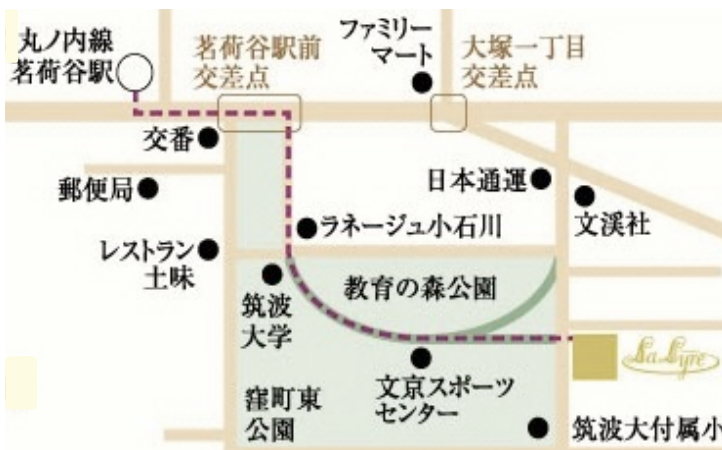 丸ノ内線
茗荷谷駅
茗荷谷駅前
交差点
ファミリー
マート
大塚一丁目
交差点
交番
郵便局
日本通運
文溪社
ラネージュ小石川
レストラン
土味
筑波
大学
教育の森公園
La Lyre
文京スポーツ
センター
窪町東
公園
筑波大付属小